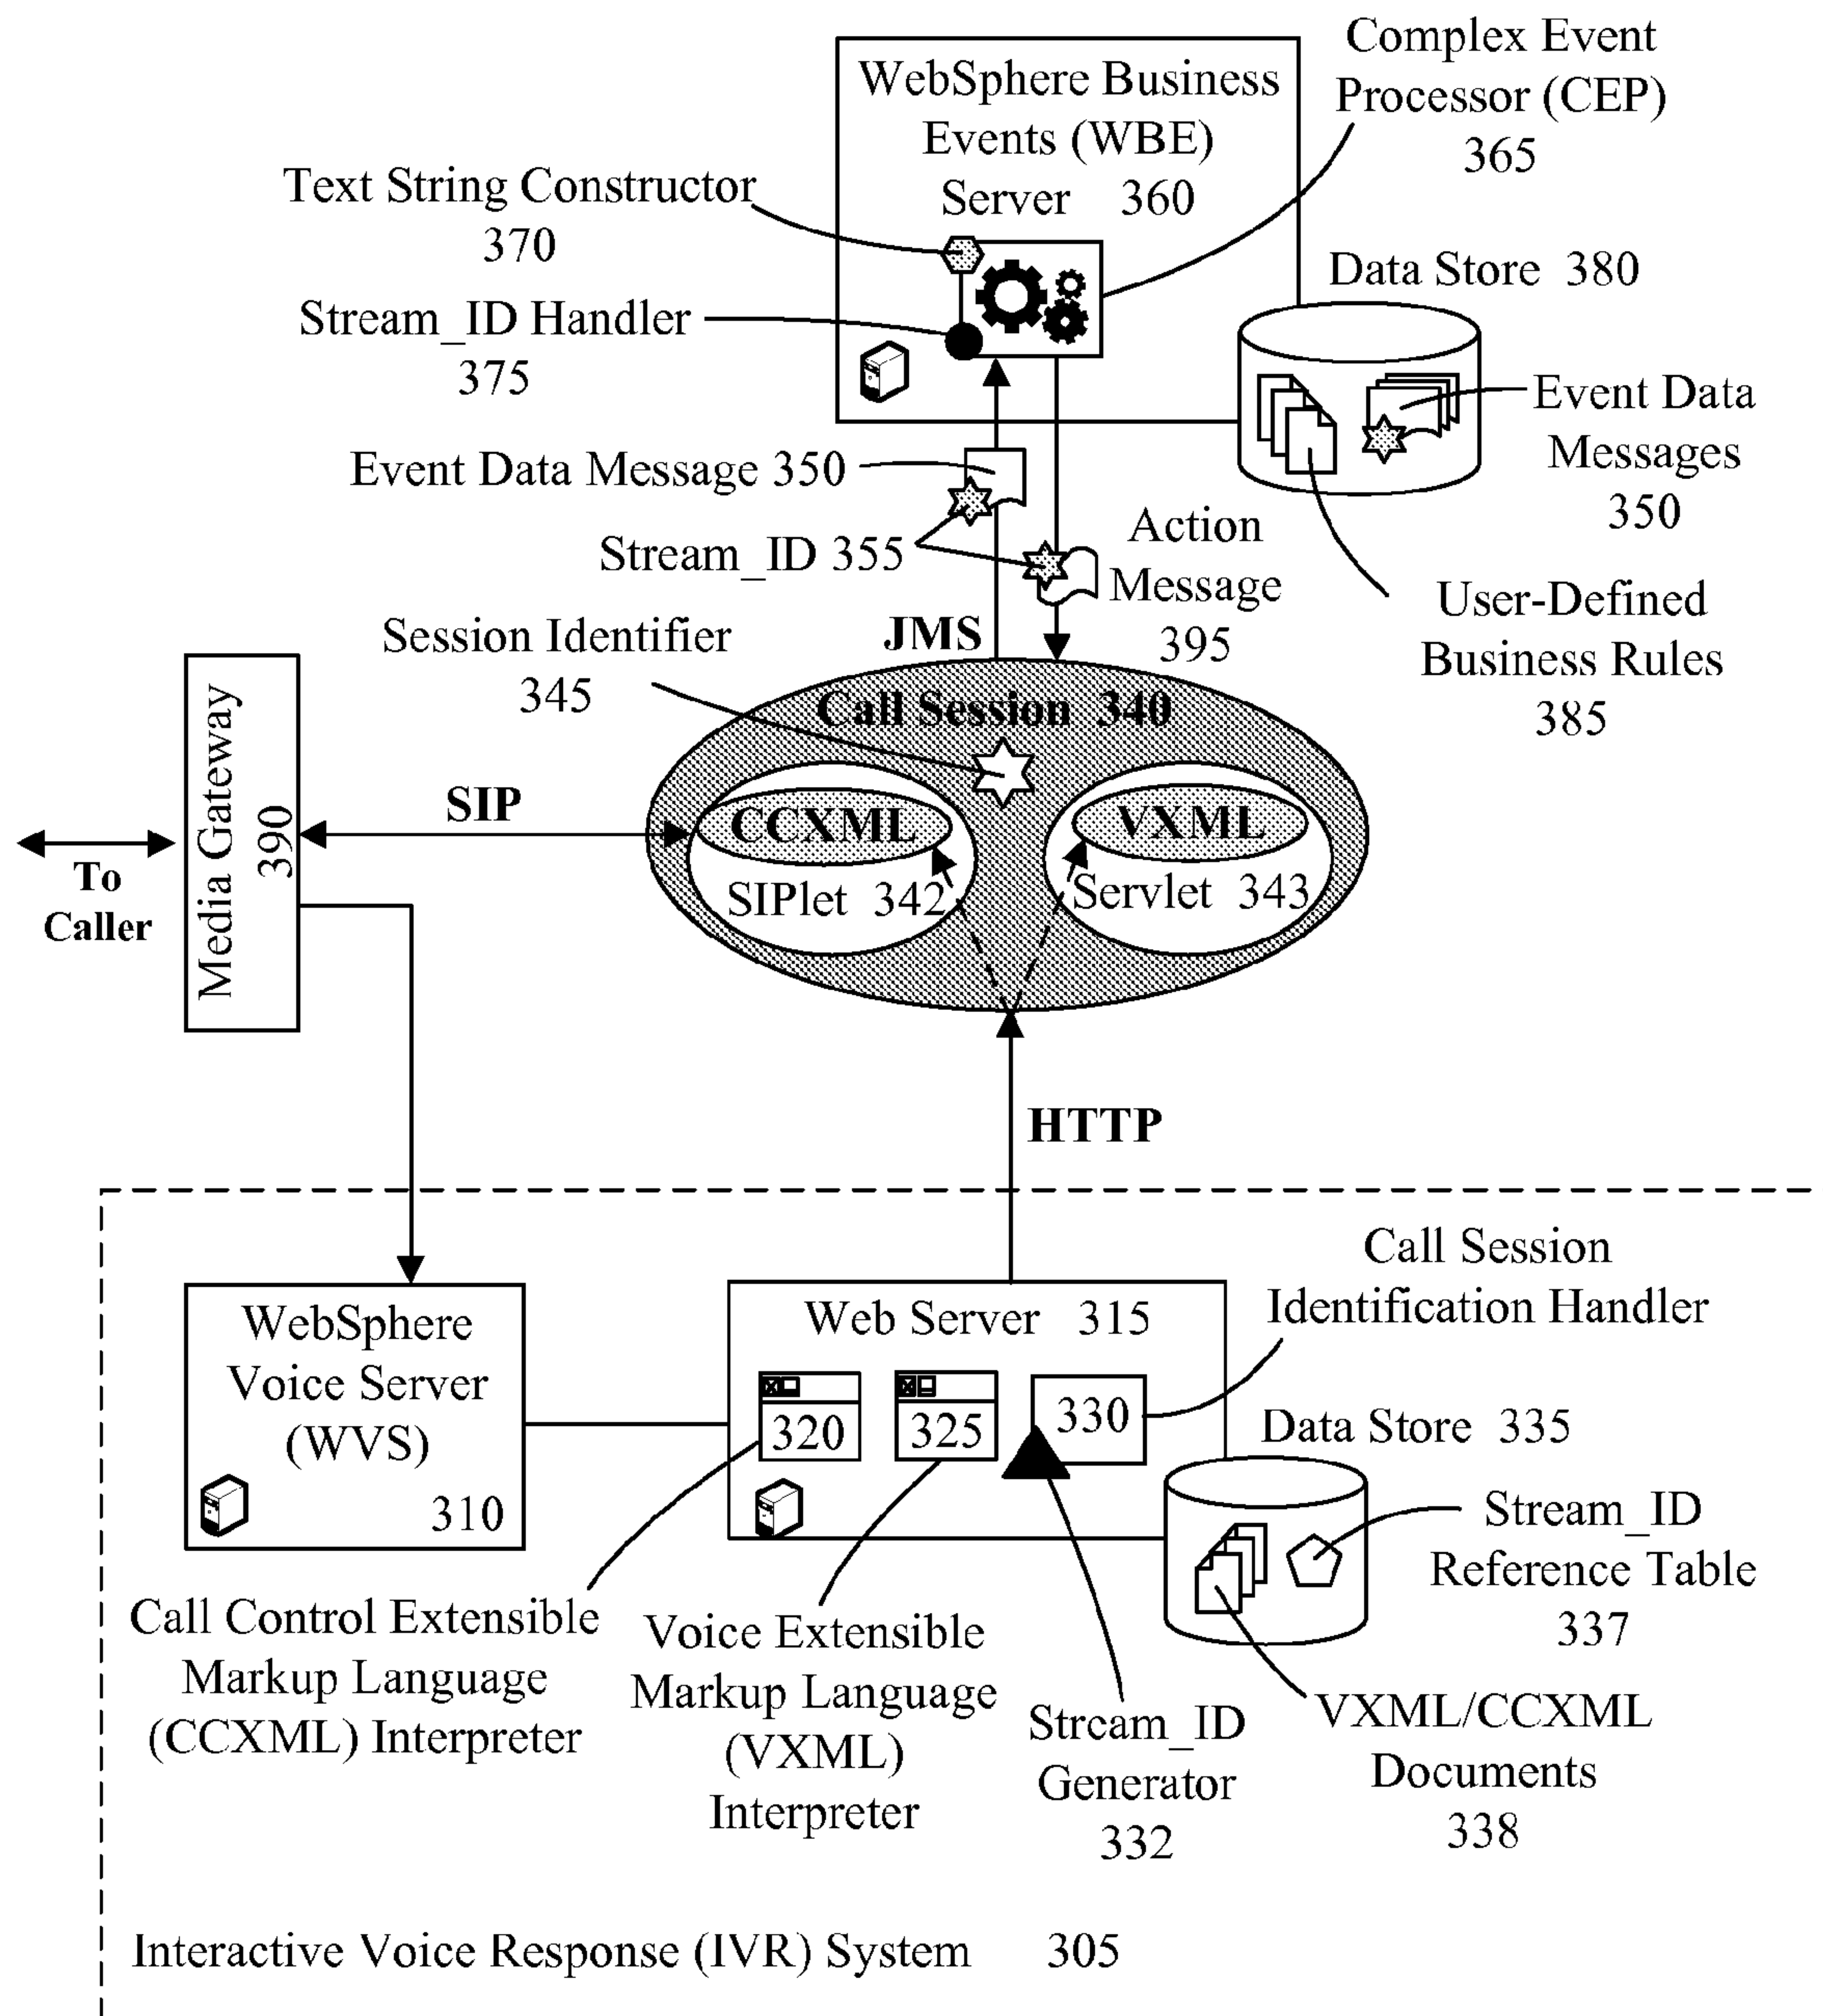 Complex Event
Processor (CEP)
365
WebSphere Business
Events (WBE)
Server 360
Text String Constructor
370
Stream_ID Handler
375
Data Store 380
Event Data
Messages
350
Event Data Message 350
Stream_ID 355
Action
Message
395
User-Defined
Business Rules
385
Session Identifier
345
JMS
Call Session 340
Media Gateway
390
SIP
CCXML
VXML
SIPlet 342
Servlet 343
To
Caller
HTTP
Call Session
Identification Handler
WebSphere
Voice Server
(WVS)
310
Web Server 315
320
325
330
Data Store 335
Stream_ID
Reference Table
337
Call Control Extensible
Markup Language
(CCXML) Interpreter
Voice Extensible
Markup Language
(VXML)
Interpreter
Stream_ID
Generator
332
VXML/CCXML
Documents
338
Interactive Voice Response (IVR) System 305